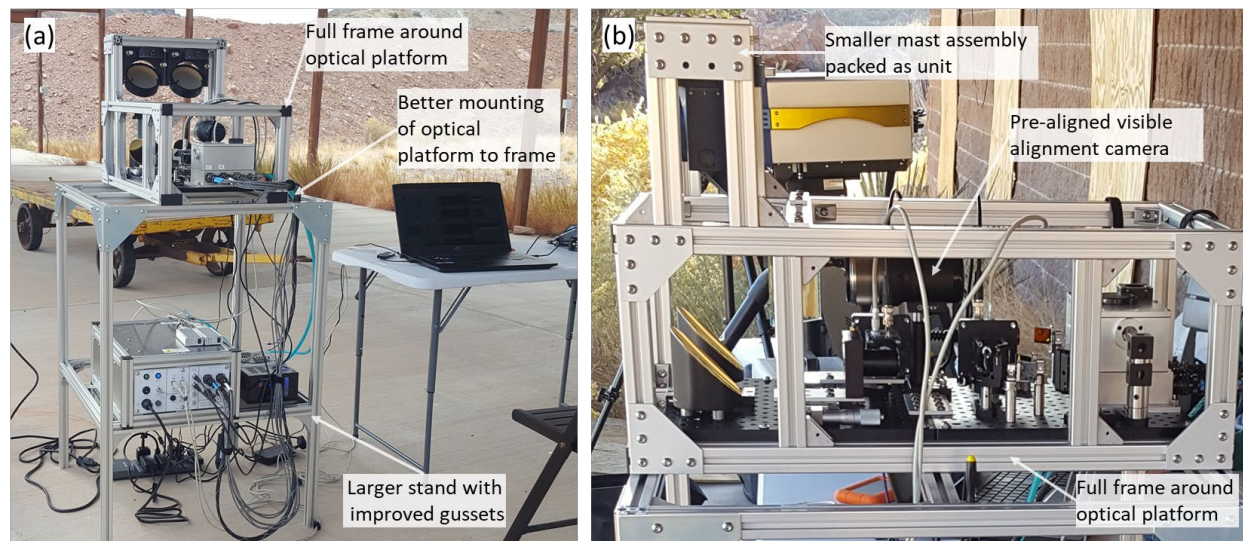 (a)
Full frame around
optical platform
Better mounting
of optical
platform to frame
Larger stand with
improved gussets
(b)
Smaller mast assembly
packed as unit
Pre-aligned visible
alignment camera
Full frame around
optical platform